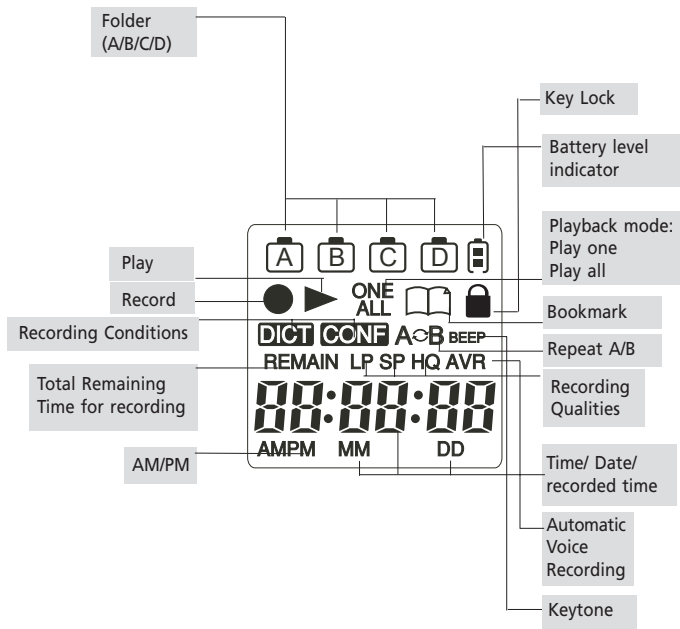 Folder
(A/B/C/D)
Key Lock
Battery level
indicator
Playback mode:
Play one
Play all
Play
Record
Recording Conditions
Bookmark
Repeat A/B
Total Remaining
Time for recording
Recording
Qualities
AM/PM
Time/ Date/
recorded time
Automatic
Voice
Recording
Keytone
A B C D
ONE
ALL
DICT CONF A B BEEP
REMAIN LP SP HQ AVR
88:88:88
AMPM MM DD